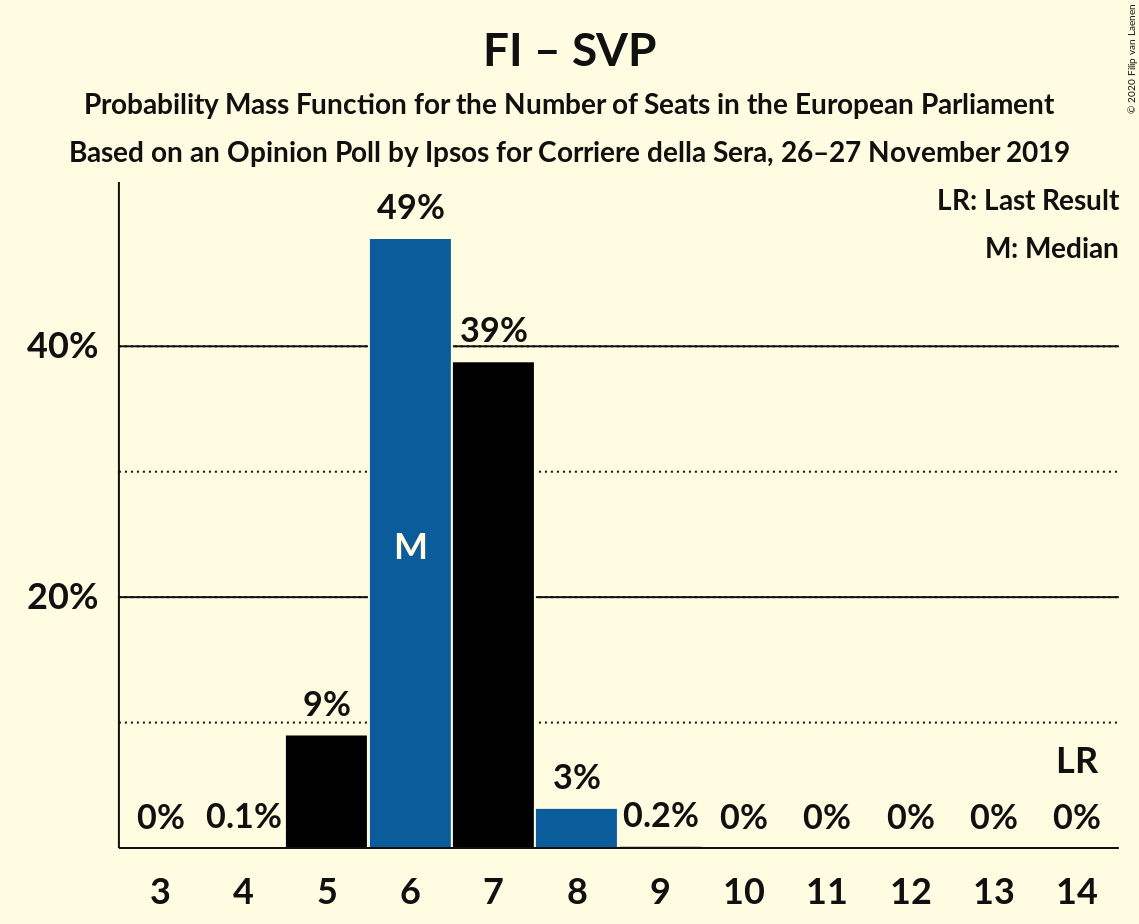 FI – SVP
Probability Mass Function for the Number of Seats in the European Parliament
Based on an Opinion Poll by Ipsos for Corriere della Sera, 26–27 November 2019
© 2020 Filip van Laenen
LR: Last Result
M: Median
49%
39%
40%
M
20%
9%
3%
LR
0% 0.1% 0.2% 0% 0% 0% 0% 0%
3 4 5 6 7 8 9 10 11 12 13 14